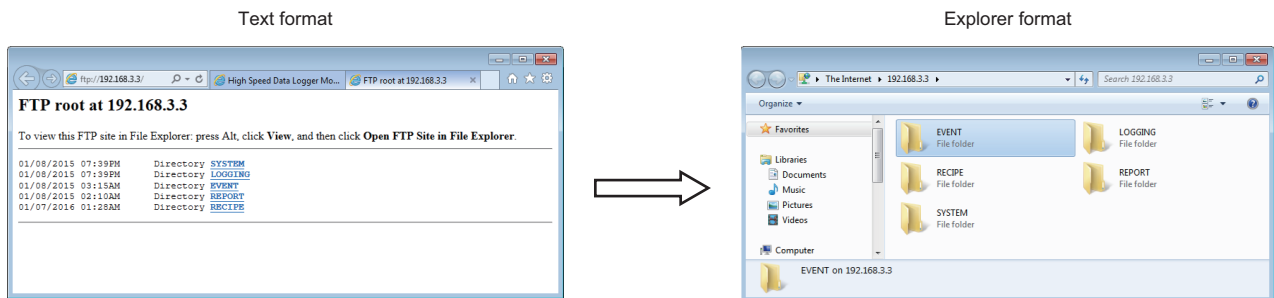 Text format
Explorer format
ftp://192.168.3.3/
High Speed Data Logger Mo...
FTP root at 192.168.3.3
FTP root at 192.168.3.3
To view this FTP site in File Explorer: press Alt, click View, and then click Open FTP Site in File Explorer.
01/08/2015 07:39PM Directory SYSTEM
01/08/2015 07:39PM Directory LOGGING
01/08/2015 03:15AM Directory EVENT
01/08/2015 02:10AM Directory REPORT
01/07/2016 01:28AM Directory RECIPE
The Internet 192.168.3.3
Search 192.168.3.3
Organize
Favorites
Libraries
Documents
Music
Pictures
Videos
Computer
EVENT
File folder
LOGGING
File folder
RECIPE
File folder
REPORT
File folder
SYSTEM
File folder
EVENT on 192.168.3.3